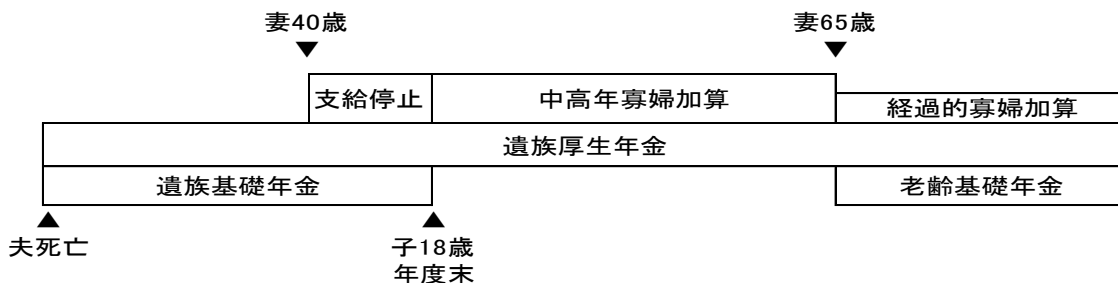 妻40歳
妻65歳
支給停止
中高年寡婦加算
経過的寡婦加算
遺族厚生年金
遺族基礎年金
老齢基礎年金
夫死亡
子18歳
年度末